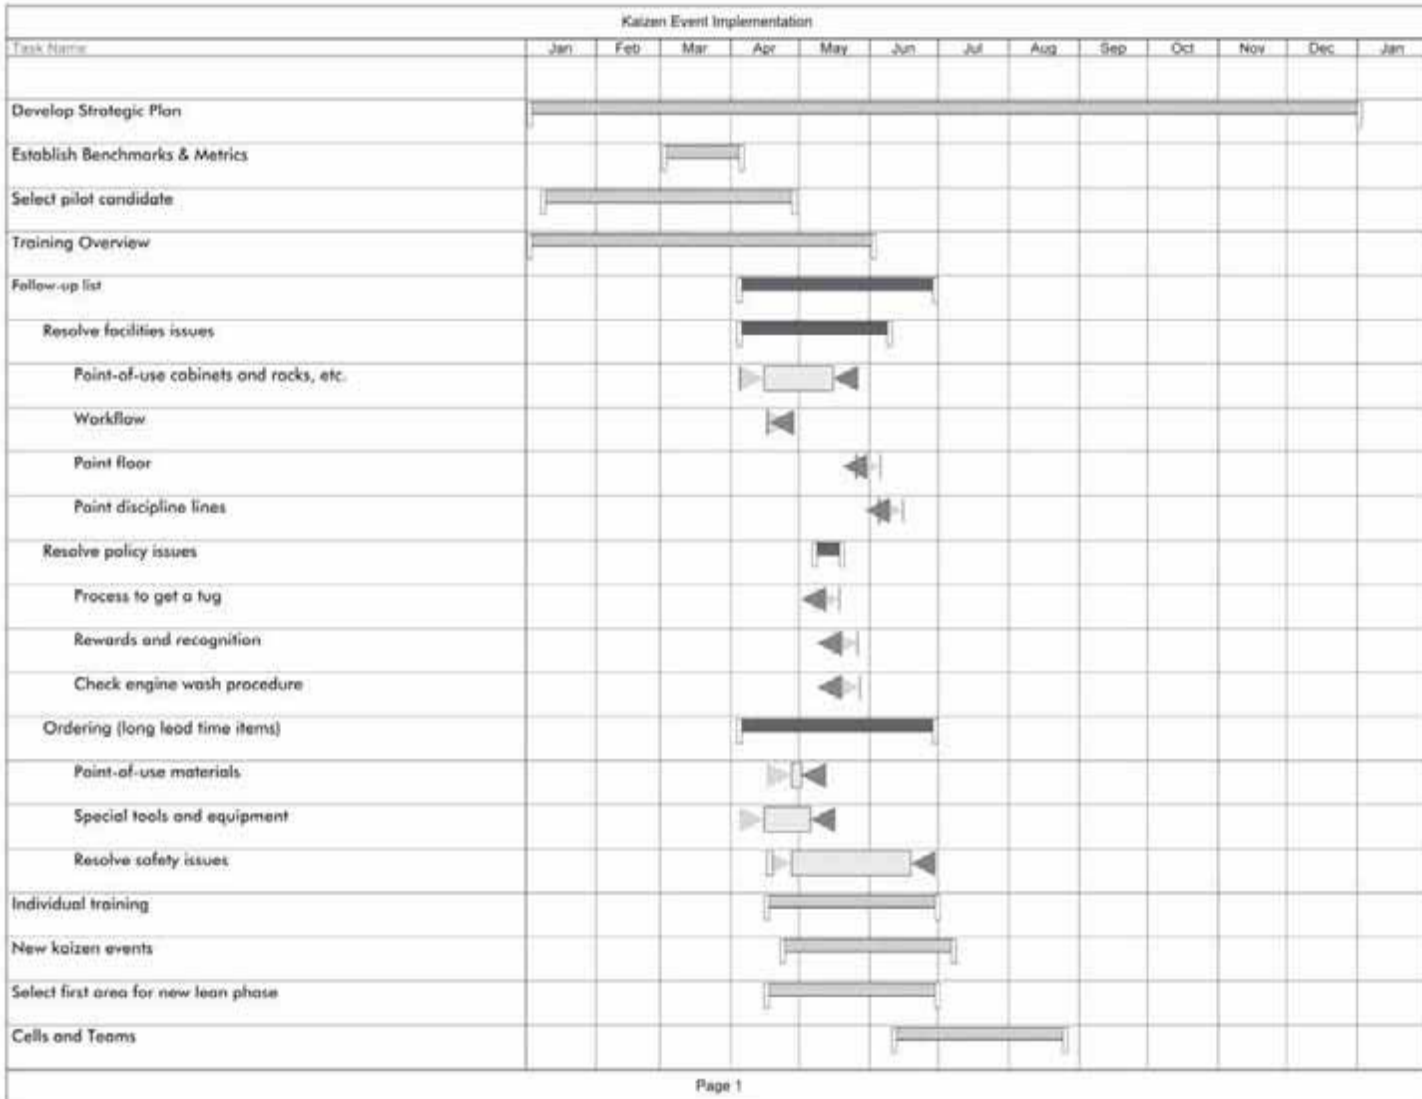 Kaizen Event Implementation
Task Name Jan Feb Mar Apr May Jun Jul Aug Sep Oct Nov Dec Jan
Develop Strategic Plan
Establish Benchmarks & Metrics
Select pilot candidate
Training Overview
Follow-up list
Resolve facilities issues
Point-of-use cabinets and racks, etc.
Workflow
Paint floor
Paint discipline lines
Resolve policy issues
Process to get a tug
Rewards and recognition
Check engine wash procedure
Ordering (long lead time items)
Point-of-use materials
Special tools and equipment
Resolve safety issues
Individual training
New kaizen events
Select first area for new lean phase
Cells and Teams
Page 1